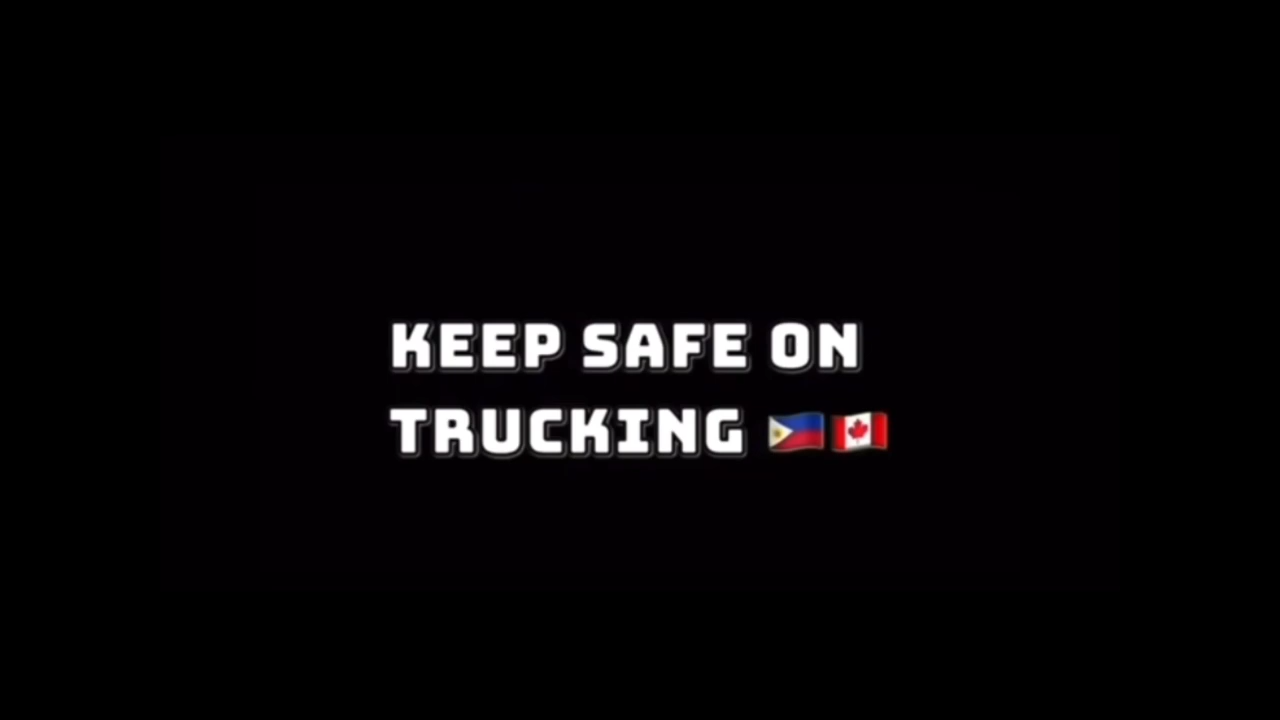 KEEP SAFE ON
TRUCKING 🇵🇭🇨🇦